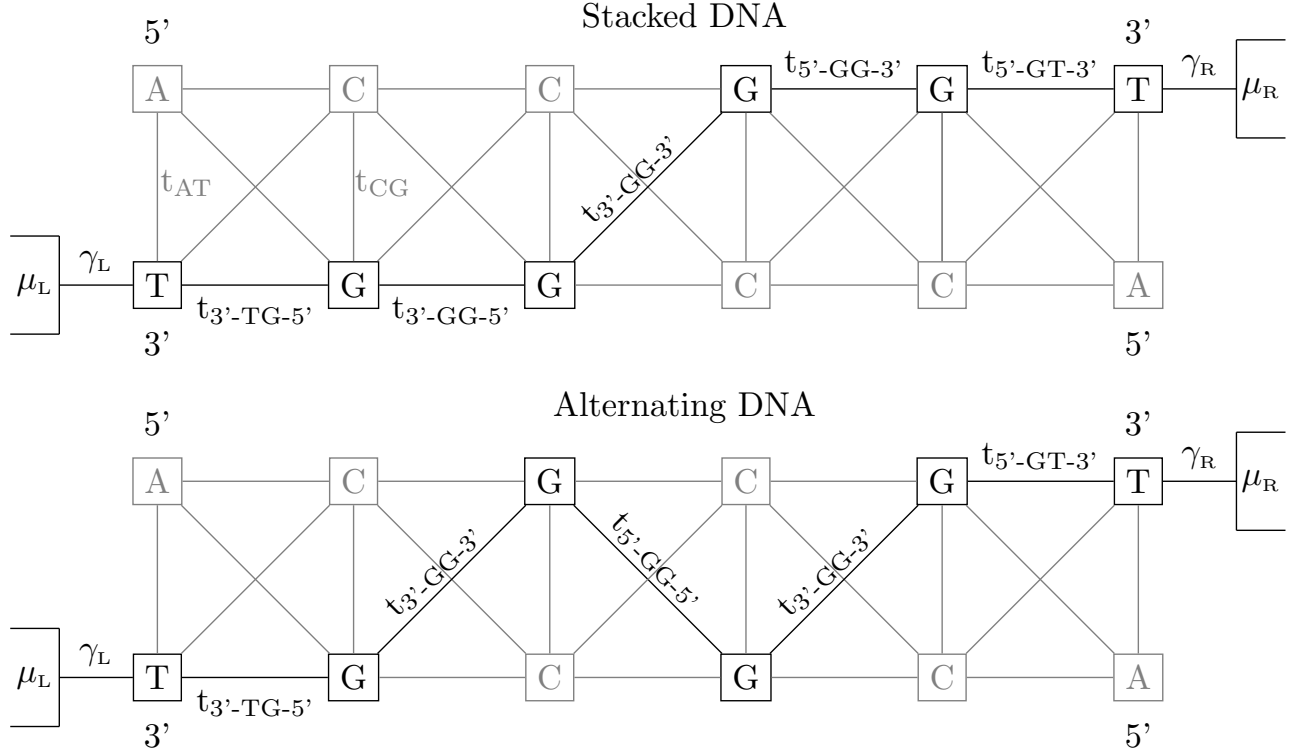 Stacked DNA
5' 3'
A C C G t5'-GG-3' G t5'-GT-3' T γR μR
tAT tCG t3'-GG-3'
μL γL T t3'-TG-5' G t3'-GG-5' G C C A
3' 5'
Alternating DNA
5' 3'
A C G C G t5'-GT-3' T γR μR
t3'-GG-3' t5'-GG-5' t3'-GG-3'
μL γL T t3'-TG-5' G C G C A
3' 5'